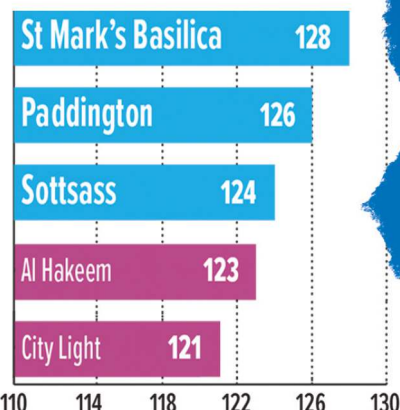 St Mark's Basilica 128
Paddington 126
Sottsass 124
Al Hakeem 123
City Light 121
110 114 118 122 126 130